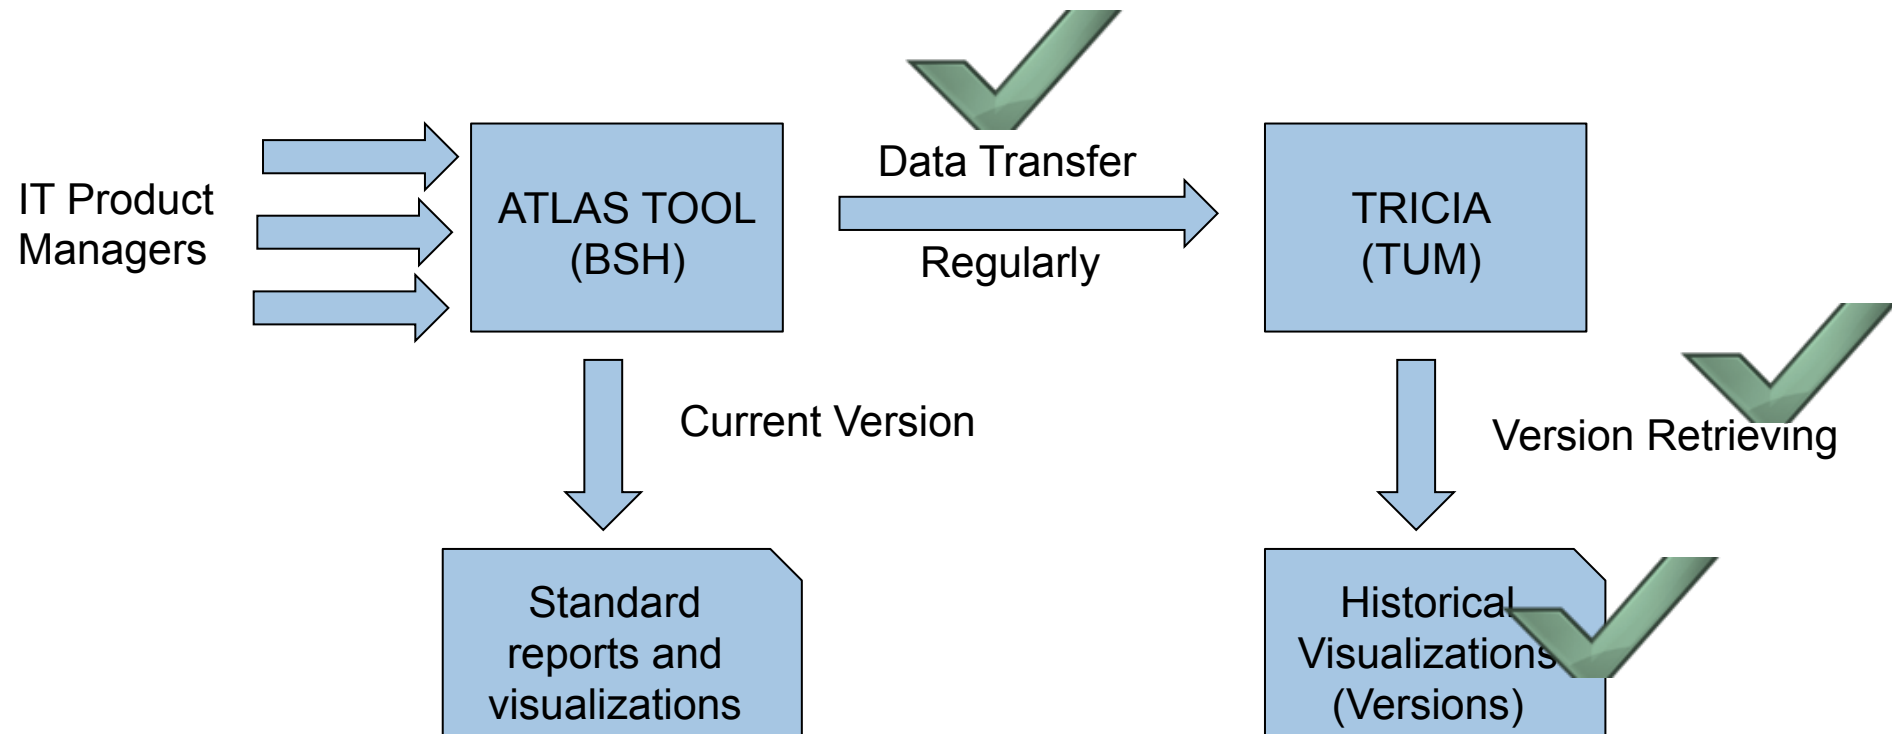 IT Product
Managers
ATLAS TOOL
(BSH)
Data Transfer
Regularly
TRICIA
(TUM)
Current Version
Version Retrieving
Standard
reports and
visualizations
Historical
Visualizations
(Versions)